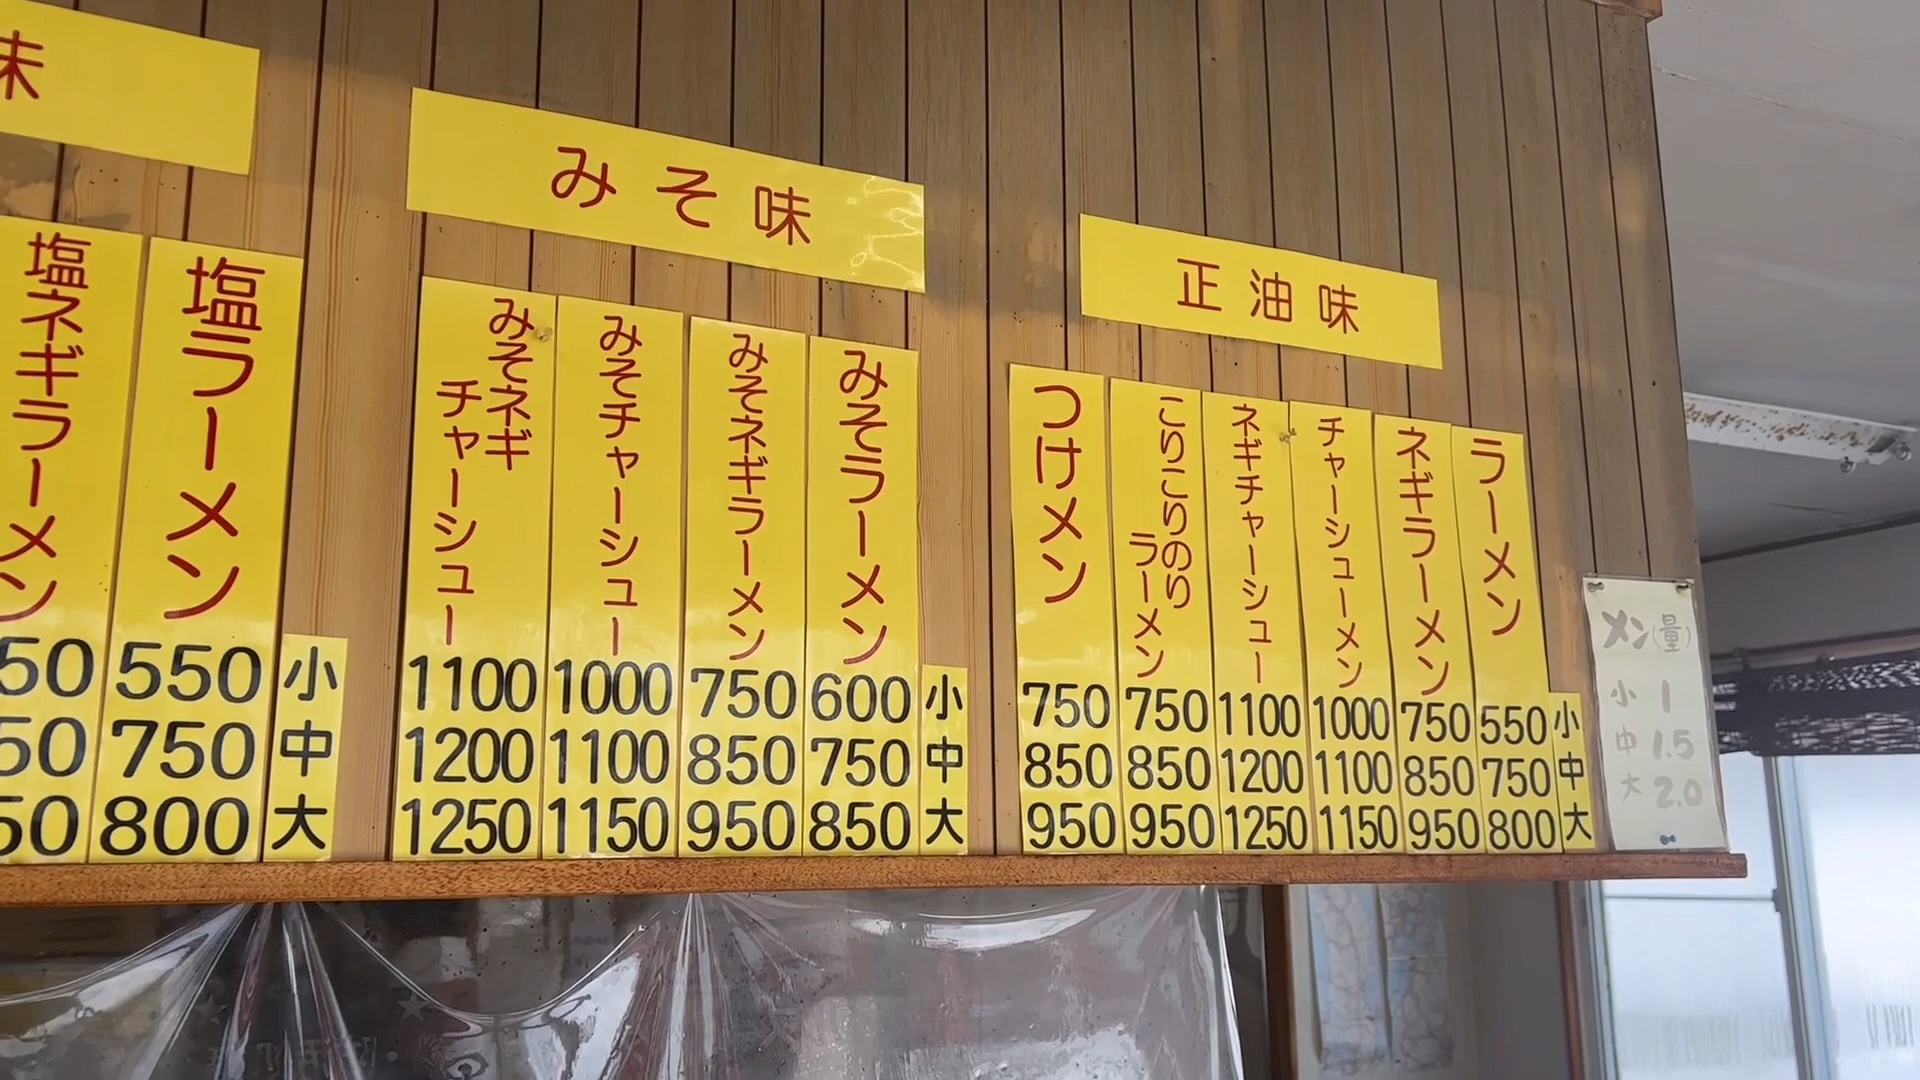 味
みそ味
正油味
塩ネギラーメン
50
50
50
塩ラーメン
550
750
800
小
中
大
みそネギ
チャーシュー
1100
1200
1250
みそチャーシュー
1000
1100
1150
みそネギラーメン
750
850
950
みそラーメン
600
750
850
小
中
大
つけメン
750
850
950
こりこりのり
ラーメン
750
850
950
ネギチャーシュー
1100
1200
1250
チャーシューメン
1000
1100
1150
ネギラーメン
750
850
950
ラーメン
550
750
800
小
中
大
メン(量)
小 1
中 1.5
大 2.0